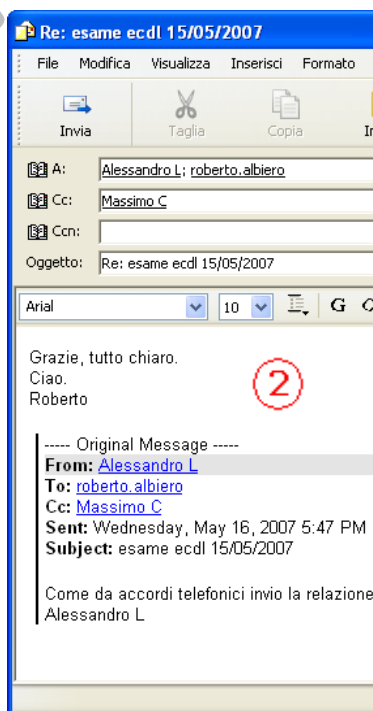 Re: esame ecdl 15/05/2007
File Modifica Visualizza Inserisci Formato
Invia Taglia Copia
A: Alessandro L; roberto.albiero
Cc: Massimo C
Ccn:
Oggetto: Re: esame ecdl 15/05/2007
Arial 10 G
Grazie, tutto chiaro.
Ciao.
Roberto
2
----- Original Message -----
From: Alessandro L
To: roberto.albiero
Cc: Massimo C
Sent: Wednesday, May 16, 2007 5:47 PM
Subject: esame ecdl 15/05/2007
Come da accordi telefonici invio la relazione
Alessandro L